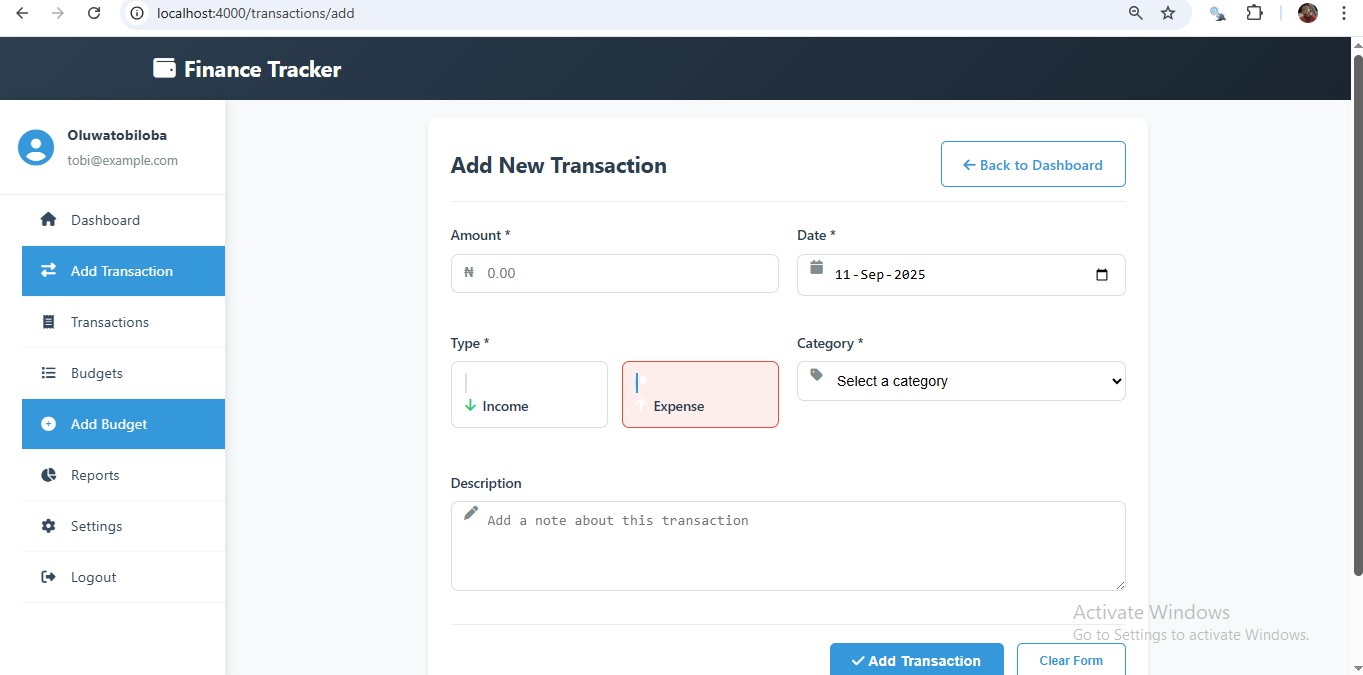 localhost:4000/transactions/add
Finance Tracker
Oluwatobiloba
tobi@example.com
Dashboard
Add Transaction
Transactions
Budgets
Add Budget
Reports
Settings
Logout
Add New Transaction
← Back to Dashboard
Amount *
Date *
₦ 0.00
11-Sep-2025
Type *
Category *
Income
Expense
Select a category
Description
Add a note about this transaction
Add Transaction
Clear Form
Activate Windows
Go to Settings to activate Windows.